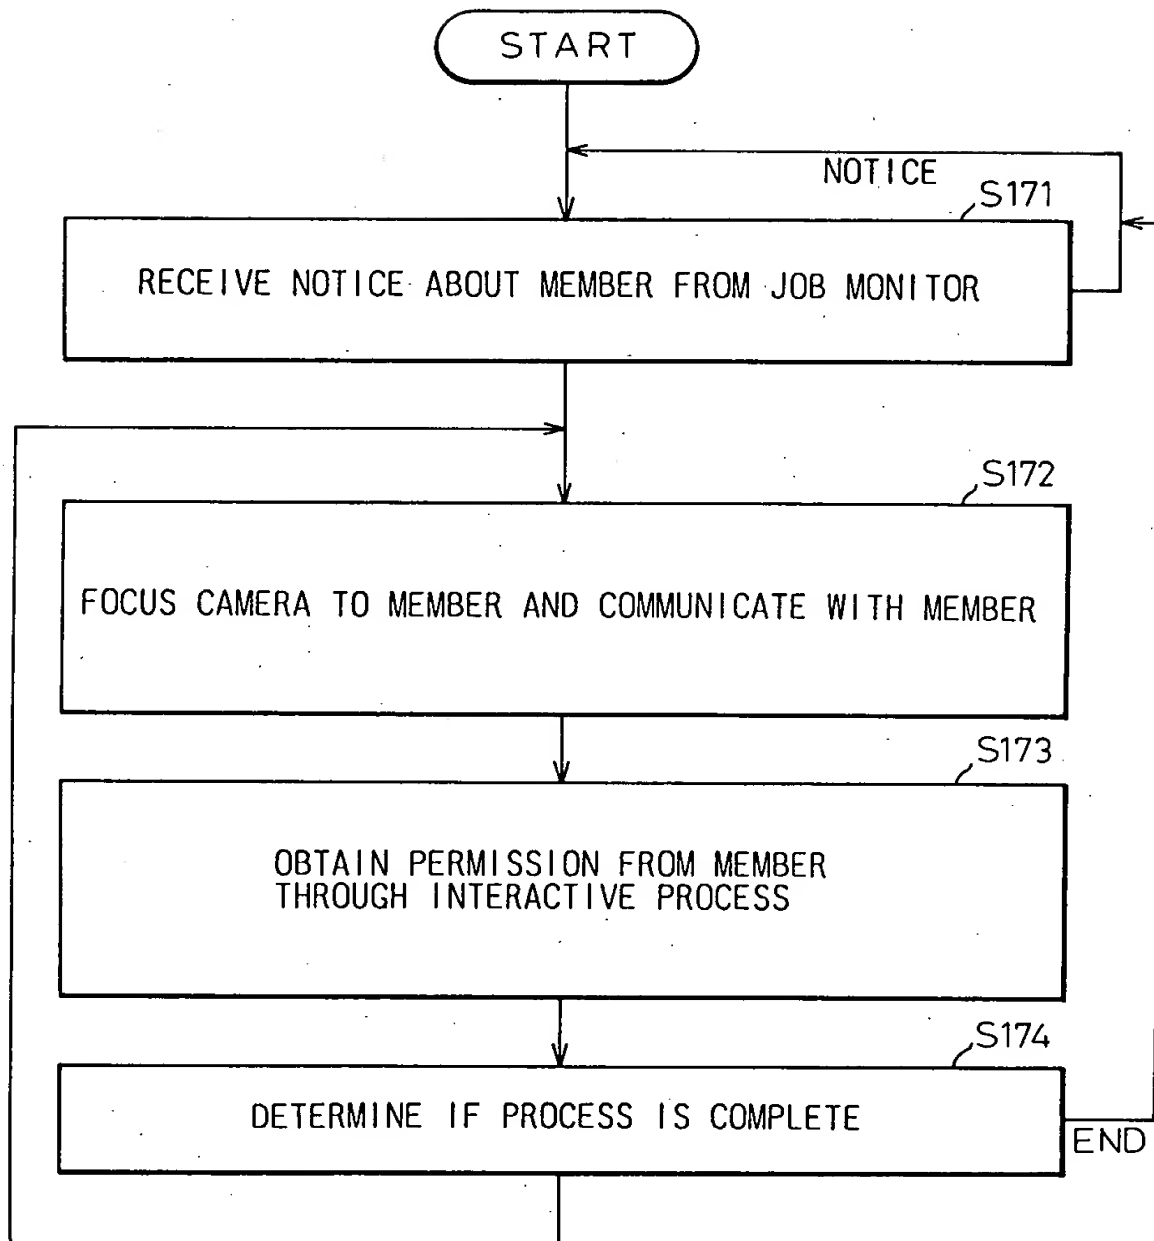 START
NOTICE
S171
RECEIVE NOTICE ABOUT MEMBER FROM JOB MONITOR
S172
FOCUS CAMERA TO MEMBER AND COMMUNICATE WITH MEMBER
S173
OBTAIN PERMISSION FROM MEMBER
THROUGH INTERACTIVE PROCESS
S174
DETERMINE IF PROCESS IS COMPLETE
END